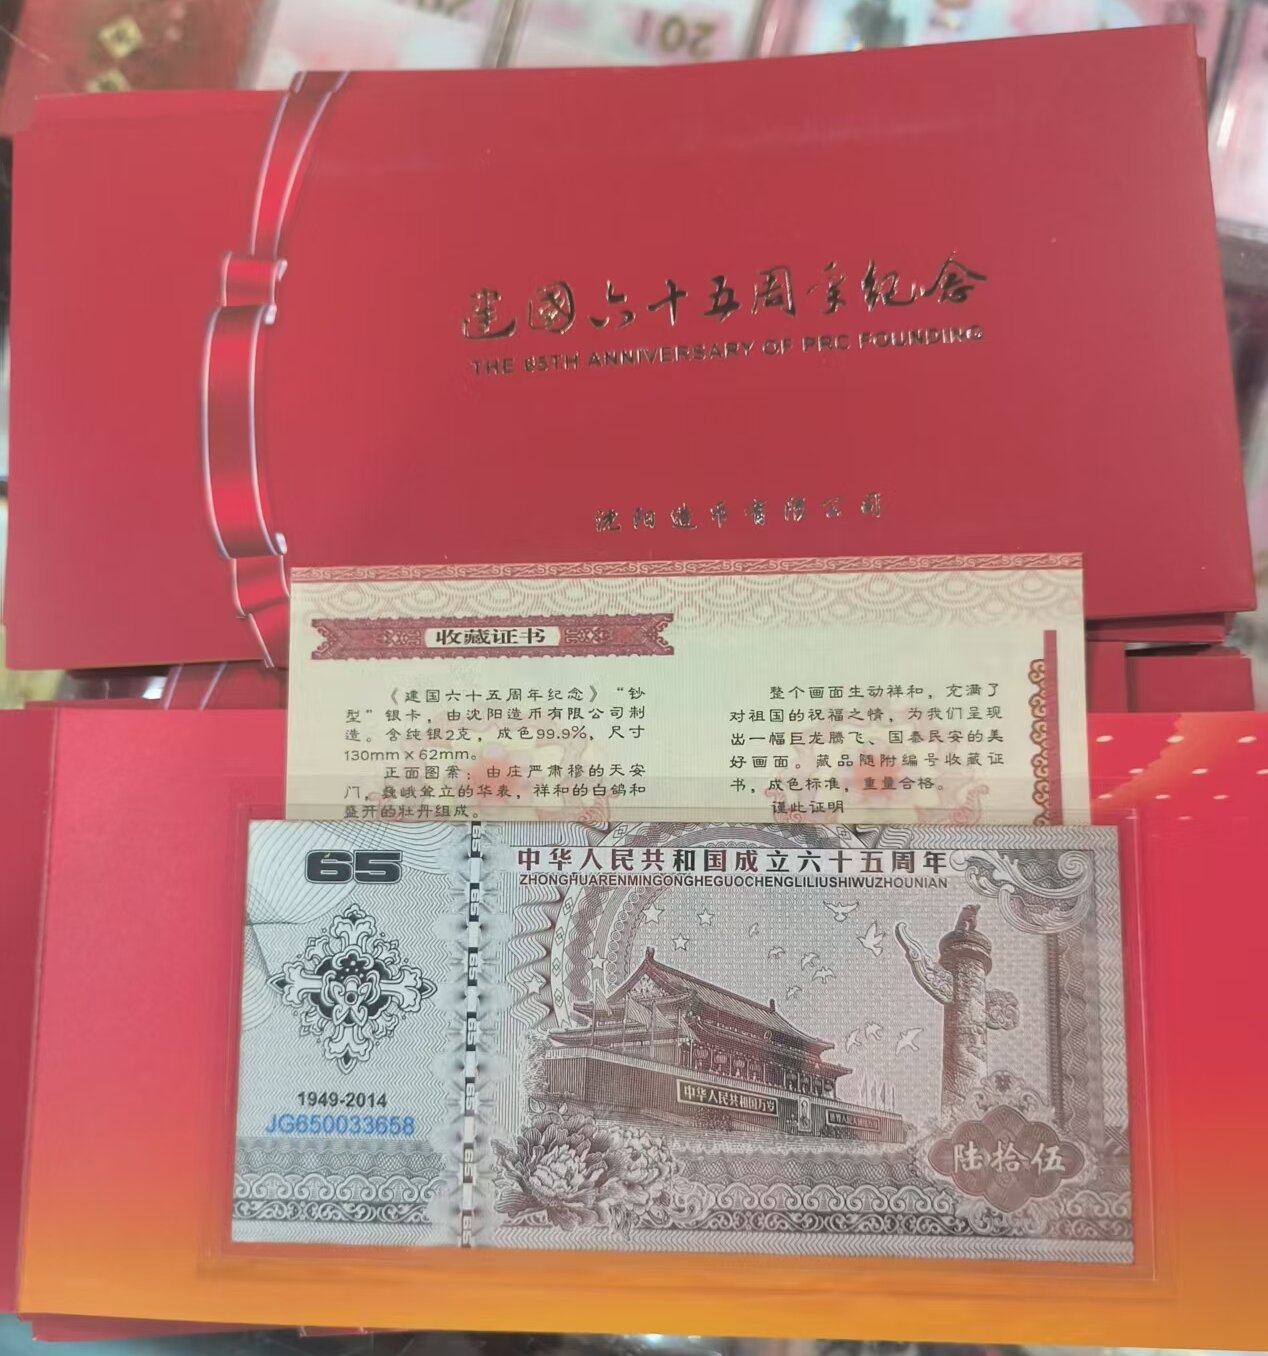 201
建國六十五周年纪念
THE 65TH ANNIVERSARY OF PRC FOUNDING
沈阳造币有限公司
收藏证书
《建国六十五周年纪念》“钞
型”银卡，由沈阳造币有限公司制
造。含纯银2克，成色99.9%，尺寸
130mm×62mm。
正面图案：由庄严肃穆的天安
门，巍峨耸立的华表，祥和的白鸽和
盛开的牡丹组成。
整个画面生动祥和，充满了
对祖国的祝福之情，为我们呈现
出一幅巨龙腾飞、国泰民安的美
好画面。藏品随附编号收藏证
书，成色标准，重量合格。
谨此证明
65
中华人民共和国成立六十五周年
ZHONGHUARENMINGONGHEGUOCHENGLILIUSHIWUZHOUNIAN
中华人民共和国万岁
1949-2014
JG650033658
陆拾伍